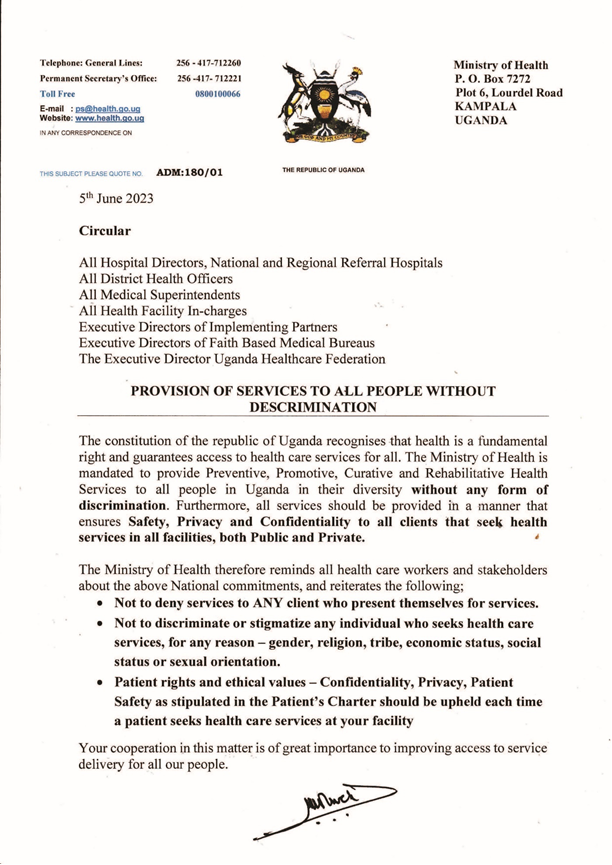 Telephone: General Lines: 256 - 417-712260
Permanent Secretary's Office: 256 -417- 712221
Toll Free 0800100066
E-mail : ps@health.go.ug
Website: www.health.go.ug
IN ANY CORRESPONDENCE ON
THIS SUBJECT PLEASE QUOTE NO. ADM:180/01
THE REPUBLIC OF UGANDA
Ministry of Health
P. O. Box 7272
Plot 6, Lourdel Road
KAMPALA
UGANDA
5th June 2023
Circular
All Hospital Directors, National and Regional Referral Hospitals
All District Health Officers
All Medical Superintendents
All Health Facility In-charges
Executive Directors of Implementing Partners
Executive Directors of Faith Based Medical Bureaus
The Executive Director Uganda Healthcare Federation
PROVISION OF SERVICES TO ALL PEOPLE WITHOUT
DESCRIMINATION
The constitution of the republic of Uganda recognises that health is a fundamental
right and guarantees access to health care services for all. The Ministry of Health is
mandated to provide Preventive, Promotive, Curative and Rehabilitative Health
Services to all people in Uganda in their diversity without any form of
discrimination. Furthermore, all services should be provided in a manner that
ensures Safety, Privacy and Confidentiality to all clients that seek health
services in all facilities, both Public and Private.
The Ministry of Health therefore reminds all health care workers and stakeholders
about the above National commitments, and reiterates the following;
• Not to deny services to ANY client who present themselves for services.
• Not to discriminate or stigmatize any individual who seeks health care
services, for any reason – gender, religion, tribe, economic status, social
status or sexual orientation.
• Patient rights and ethical values – Confidentiality, Privacy, Patient
Safety as stipulated in the Patient's Charter should be upheld each time
a patient seeks health care services at your facility
Your cooperation in this matter is of great importance to improving access to service
delivery for all our people.